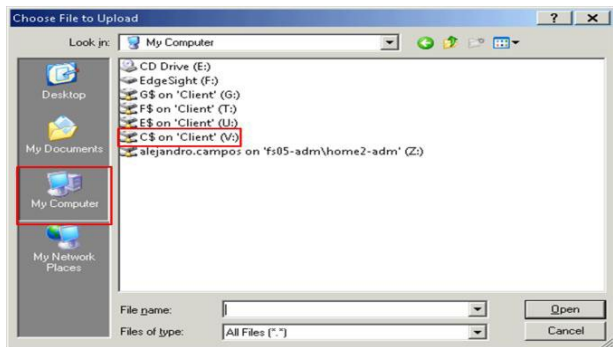 Choose File to Upload
Look in:
My Computer
Desktop
My Documents
My Computer
My Network
Places
CD Drive (E:)
EdgeSight (F:)
G$ on 'Client' (G:)
F$ on 'Client' (T:)
E$ on 'Client' (U:)
C$ on 'Client' (V:)
alejandro.campos on 'fs05-adm\home2-adm' (Z:)
File name:
Open
Files of type:
All Files (*.*)
Cancel